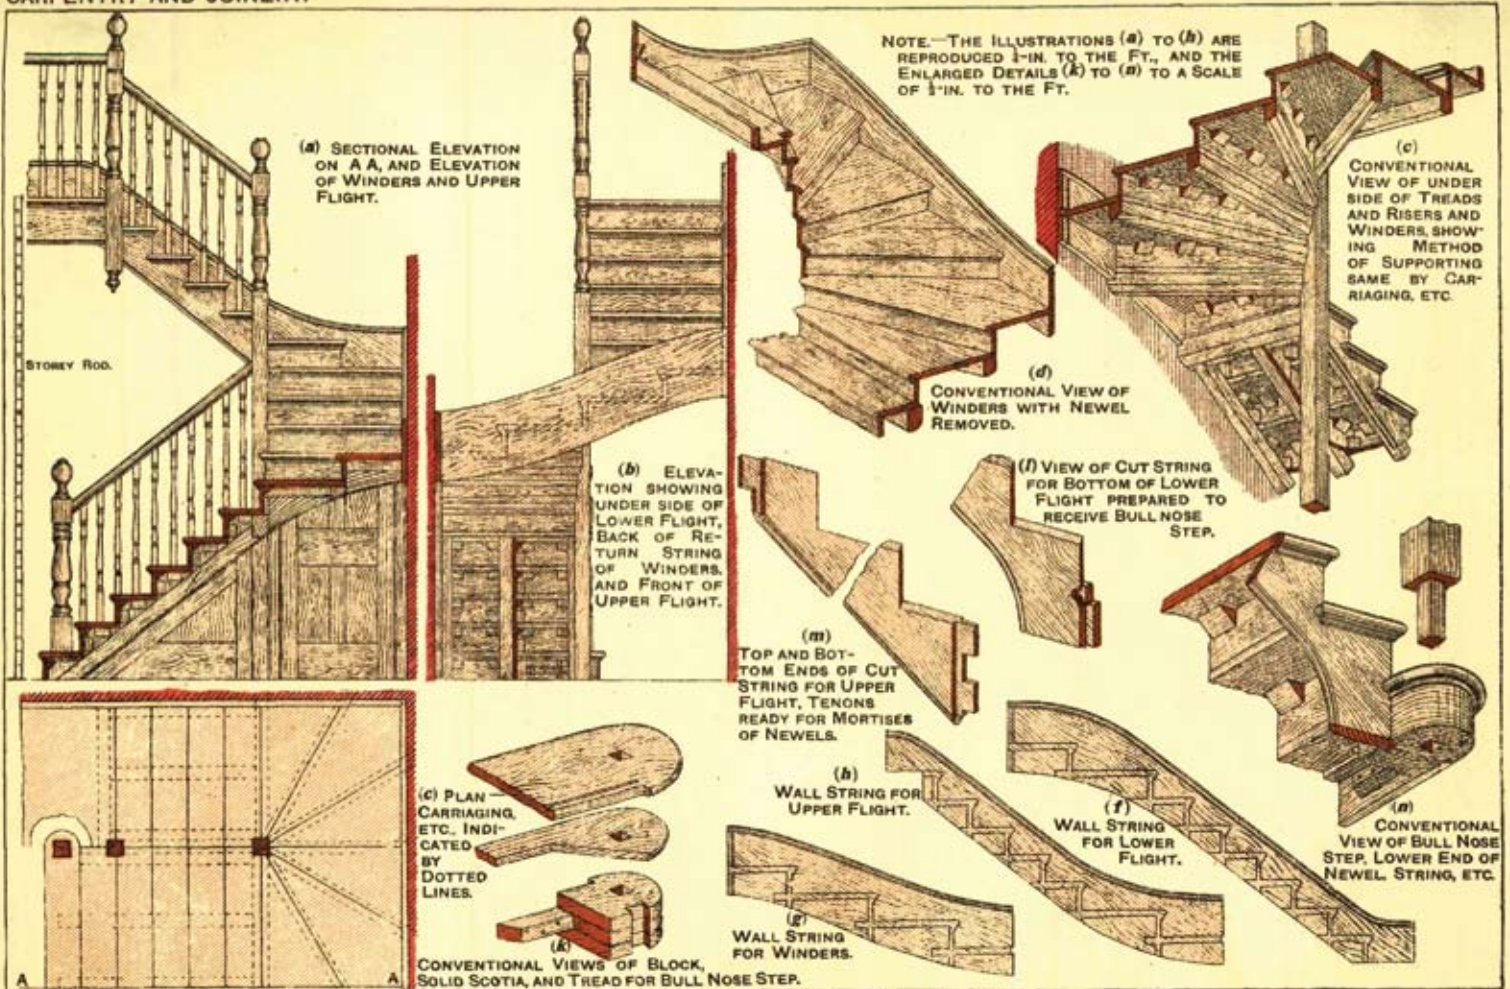 CARPENTRY AND JOINERY
(a) SECTIONAL ELEVATION
ON A A, AND ELEVATION
OF WINDERS AND UPPER
FLIGHT.
NOTE.—THE ILLUSTRATIONS (a) TO (h) ARE
REPRODUCED ¼-IN. TO THE FT., AND THE
ENLARGED DETAILS (k) TO (n) TO A SCALE
OF ½-IN. TO THE FT.
(c)
CONVENTIONAL
VIEW OF UNDER
SIDE OF TREADS
AND RISERS AND
WINDERS, SHOW-
ING METHOD
OF SUPPORTING
SAME BY CAR-
RIAGING, ETC
STOREY ROD.
(d)
CONVENTIONAL VIEW OF
WINDERS WITH NEWEL
REMOVED.
(b) ELEVA-
TION SHOWING
UNDER SIDE OF
LOWER FLIGHT,
BACK OF RE-
TURN STRING
OF WINDERS,
AND FRONT OF
UPPER FLIGHT.
(l) VIEW OF CUT STRING
FOR BOTTOM OF LOWER
FLIGHT PREPARED TO
RECEIVE BULL NOSE
STEP.
(m)
TOP AND BOT-
TOM ENDS OF CUT
STRING FOR UPPER
FLIGHT, TENONS
READY FOR MORTISES
OF NEWELS.
(c) PLAN—
CARRIAGING,
ETC., INDI-
CATED
BY
DOTTED
LINES.
(h)
WALL STRING FOR
UPPER FLIGHT.
(f)
WALL STRING
FOR LOWER
FLIGHT.
(n)
CONVENTIONAL
VIEW OF BULL NOSE
STEP, LOWER END OF
NEWEL, STRING, ETC.
(g)
WALL STRING
FOR WINDERS.
(k)
CONVENTIONAL VIEWS OF BLOCK,
SOLID SCOTIA, AND TREAD FOR BULL NOSE STEP.
A A